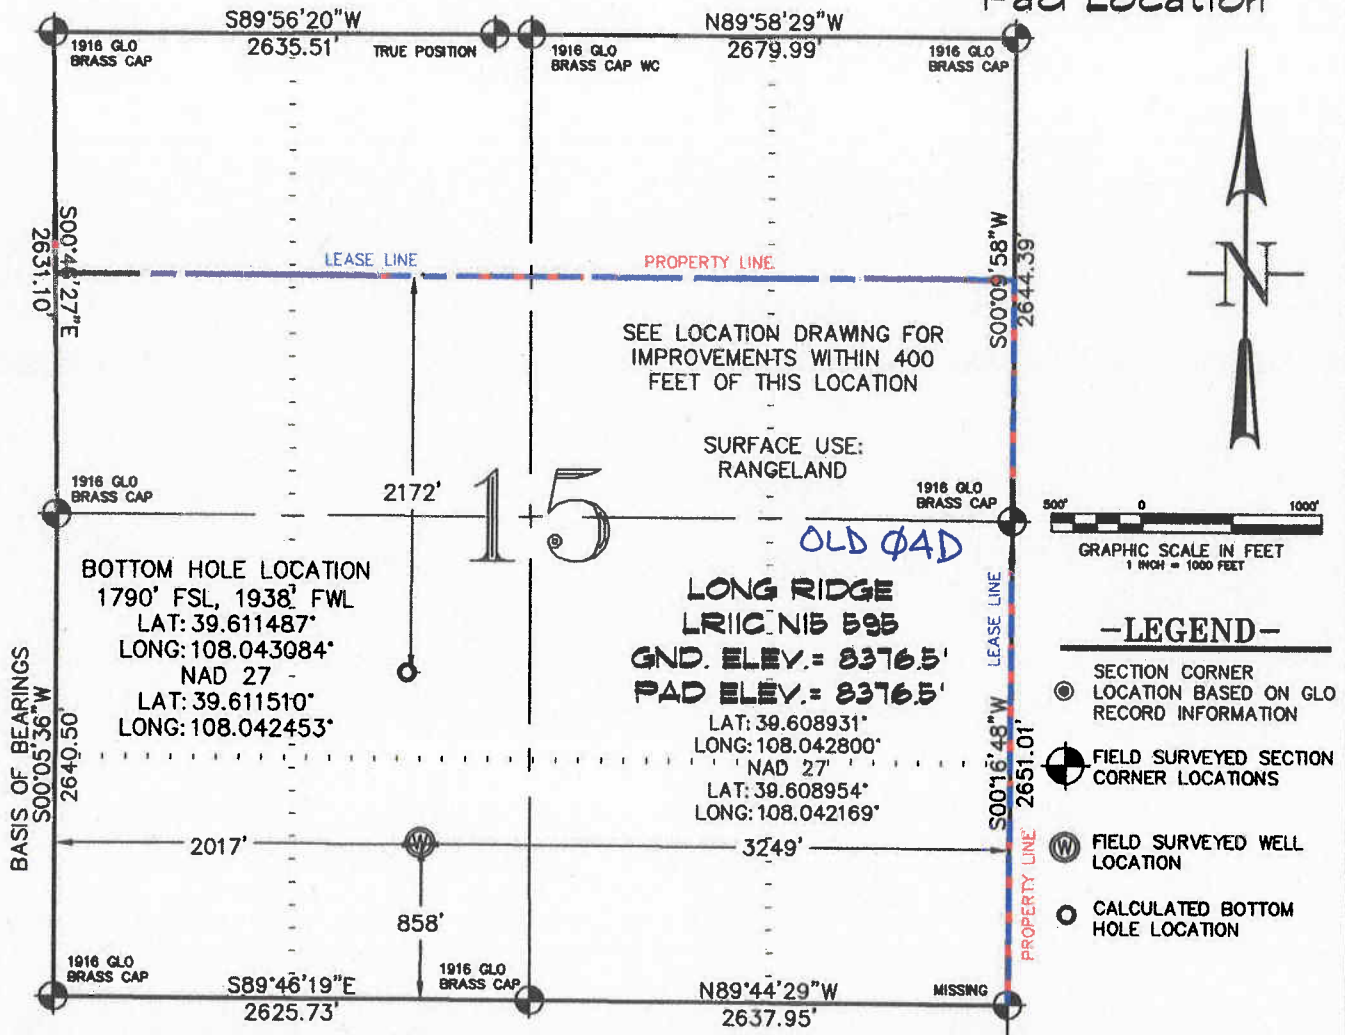 Pad Location
S89°56'20"W
2635.51'
N89°58'29"W
2679.99'
1916 GLO
BRASS CAP
TRUE POSITION
1916 GLO
BRASS CAP WC
1916 GLO
BRASS CAP
S00°46'27"E
2631.10'
LEASE LINE
PROPERTY LINE
S00°09'58"W
2644.39'
N
SEE LOCATION DRAWING FOR
IMPROVEMENTS WITHIN 400
FEET OF THIS LOCATION
SURFACE USE:
RANGELAND
2172'
15
1916 GLO
BRASS CAP
1916 GLO
BRASS CAP
500' 0 1000'
GRAPHIC SCALE IN FEET
1 INCH = 1000 FEET
OLD Ø4D
BOTTOM HOLE LOCATION
1790' FSL, 1938' FWL
LAT: 39.611487°
LONG: 108.043084°
NAD 27
LAT: 39.611510°
LONG: 108.042453°
LONG RIDGE
LR11C N15 595
GND. ELEV.= 8376.5'
PAD ELEV.= 8376.5'
LAT: 39.608931°
LONG: 108.042800°
NAD 27
LAT: 39.608954°
LONG: 108.042169°
LEASE LINE
S00°16'48"W
2651.01'
PROPERTY LINE
BASIS OF BEARINGS
S00°05'36"W
2640.50'
-LEGEND-
SECTION CORNER
LOCATION BASED ON GLO
RECORD INFORMATION
FIELD SURVEYED SECTION
CORNER LOCATIONS
W
FIELD SURVEYED WELL
LOCATION
CALCULATED BOTTOM
HOLE LOCATION
2017'
W
3249'
858'
1916 GLO
BRASS CAP
S89°46'19"E
2625.73'
1916 GLO
BRASS CAP
N89°44'29"W
2637.95'
MISSING